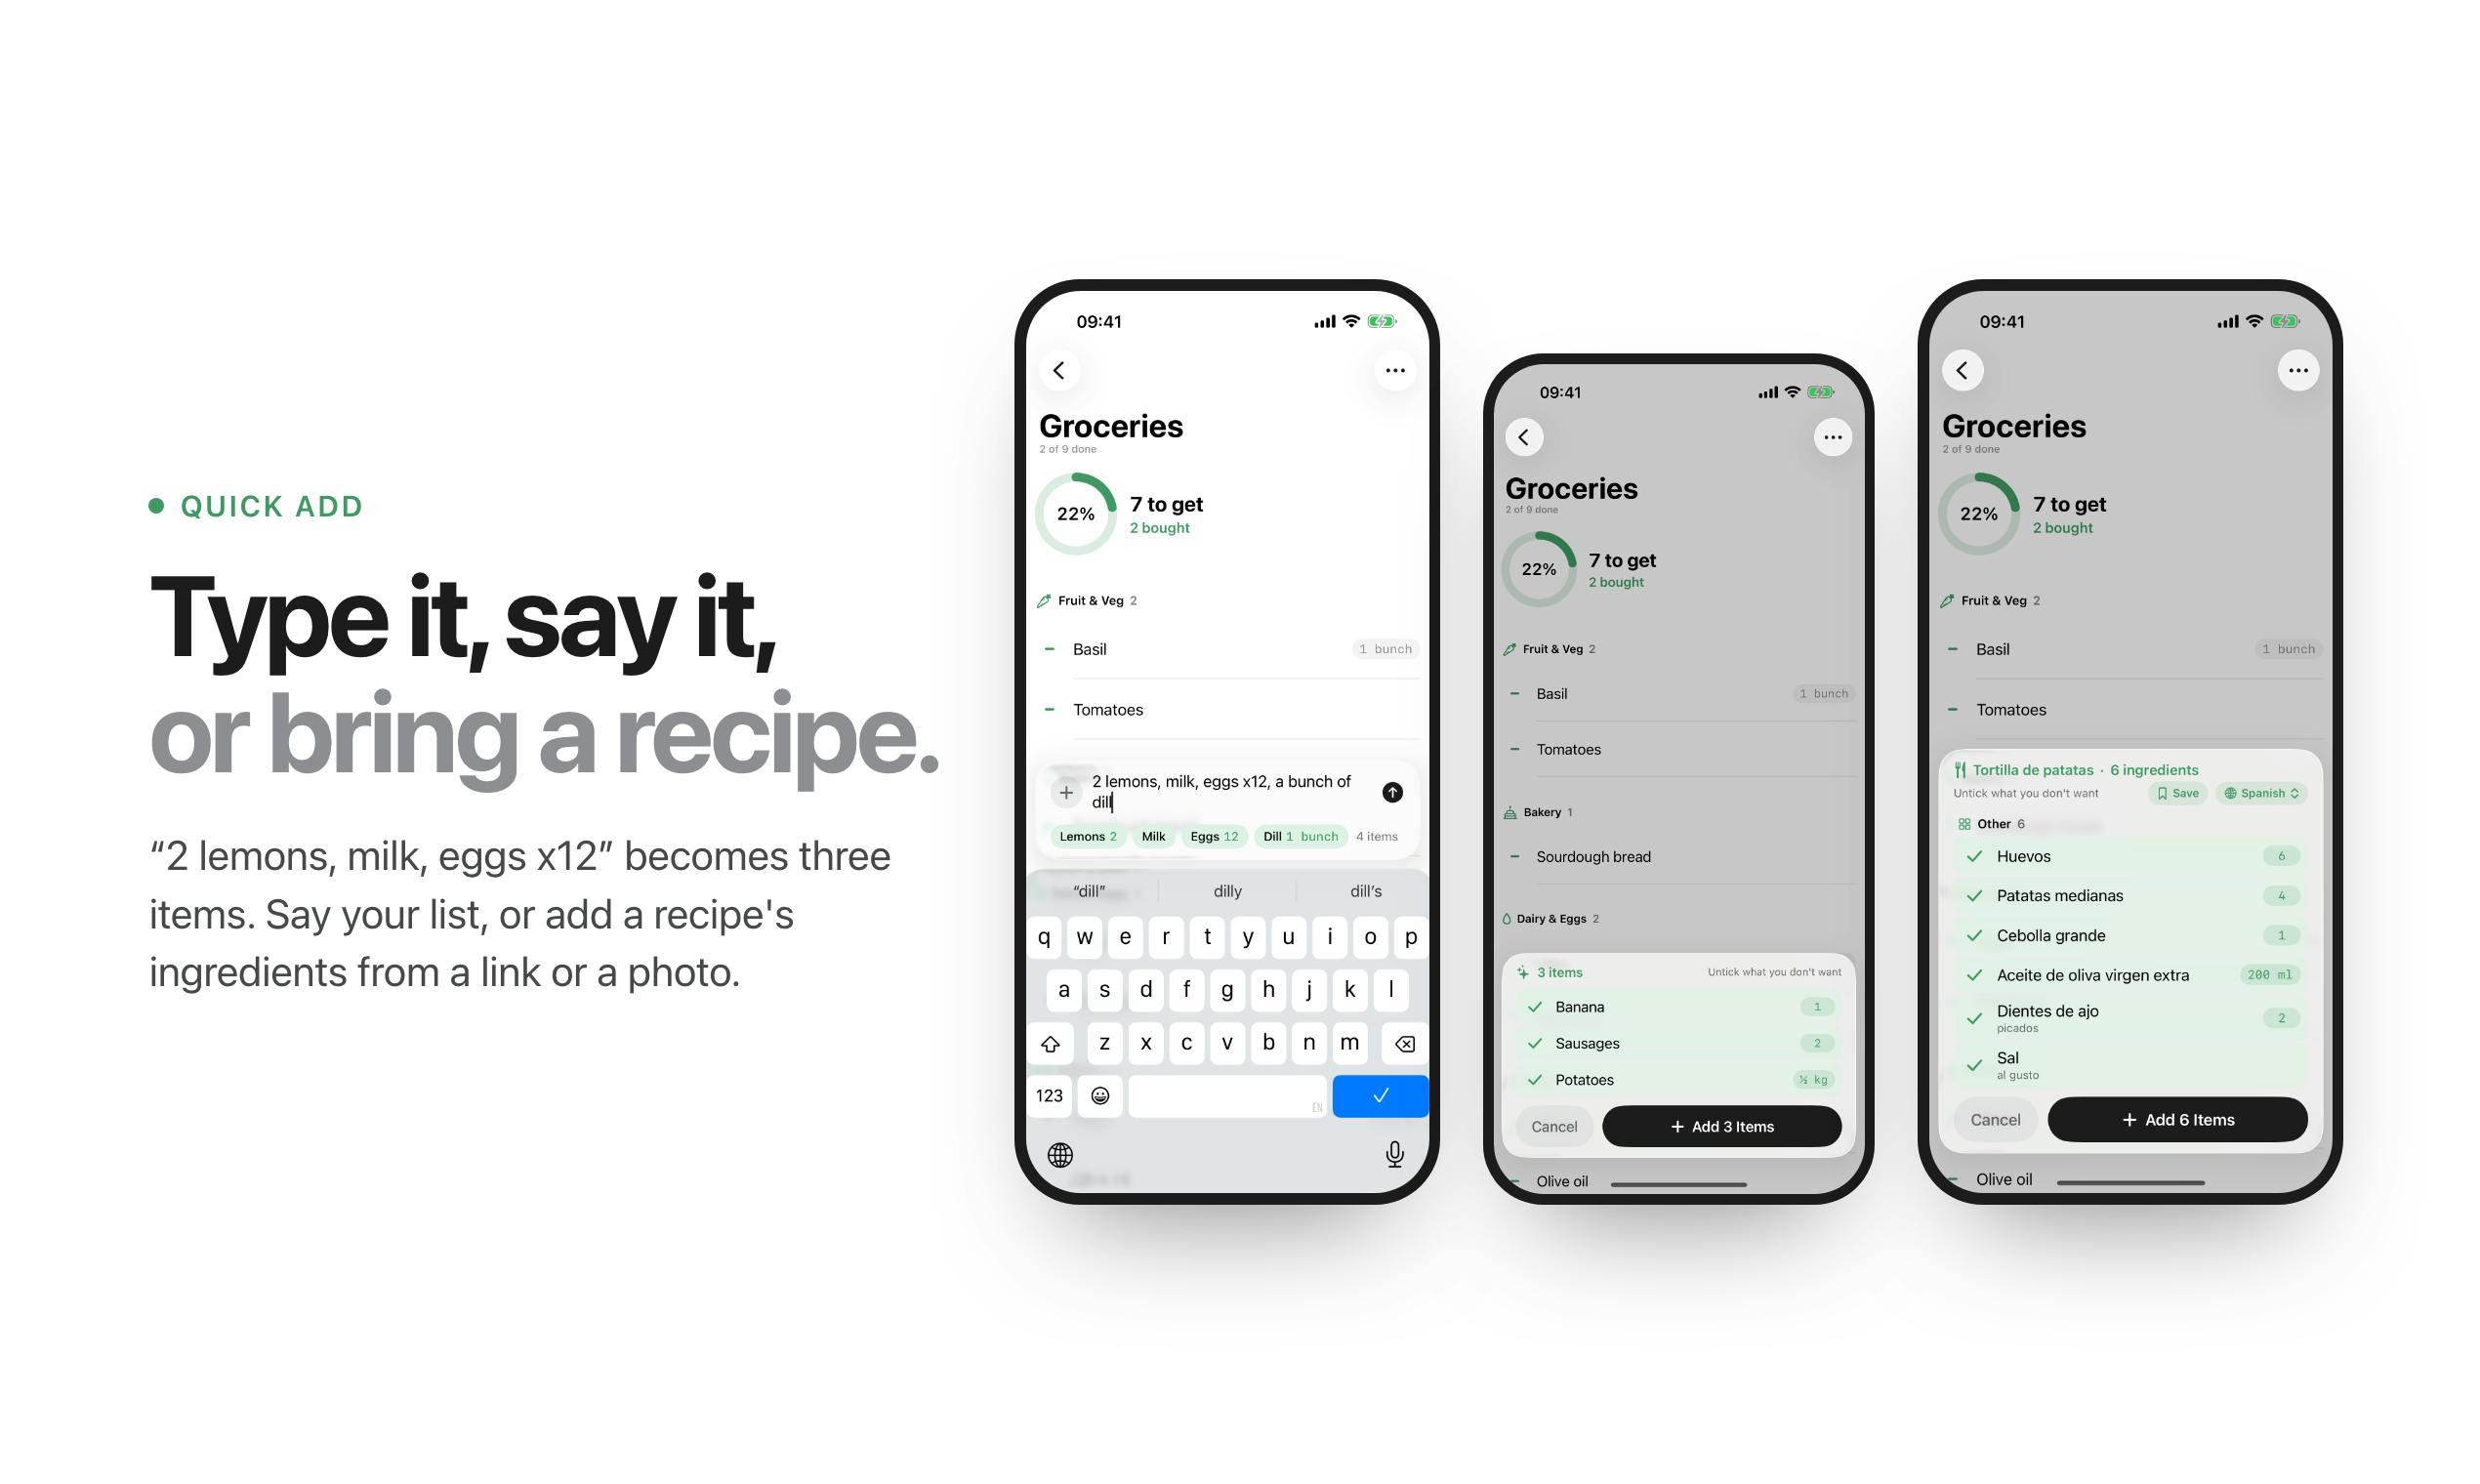 QUICK ADD
Type it, say it,
or bring a recipe.
“2 lemons, milk, eggs x12” becomes three
items. Say your list, or add a recipe's
ingredients from a link or a photo.
09:41
Groceries
2 of 9 done
22%
7 to get
2 bought
Fruit & Veg 2
Basil 1 bunch
Tomatoes
2 lemons, milk, eggs x12, a bunch of
dill
Lemons 2 Milk Eggs 12 Dill 1 bunch 4 items
“dill” dilly dill's
q w e r t y u i o p
a s d f g h j k l
z x c v b n m
123
EN
09:41
Groceries
2 of 9 done
22%
7 to get
2 bought
Fruit & Veg 2
Basil 1 bunch
Tomatoes
Bakery 1
Sourdough bread
Dairy & Eggs 2
3 items Untick what you don't want
Banana 1
Sausages 2
Potatoes ½ kg
Cancel + Add 3 Items
Olive oil
09:41
Groceries
2 of 9 done
22%
7 to get
2 bought
Fruit & Veg 2
Basil 1 bunch
Tomatoes
Tortilla de patatas · 6 ingredients
Untick what you don't want Save Spanish
Other 6
Huevos 6
Patatas medianas 4
Cebolla grande 1
Aceite de oliva virgen extra 200 ml
Dientes de ajo 2
picados
Sal
al gusto
Cancel + Add 6 Items
Olive oil